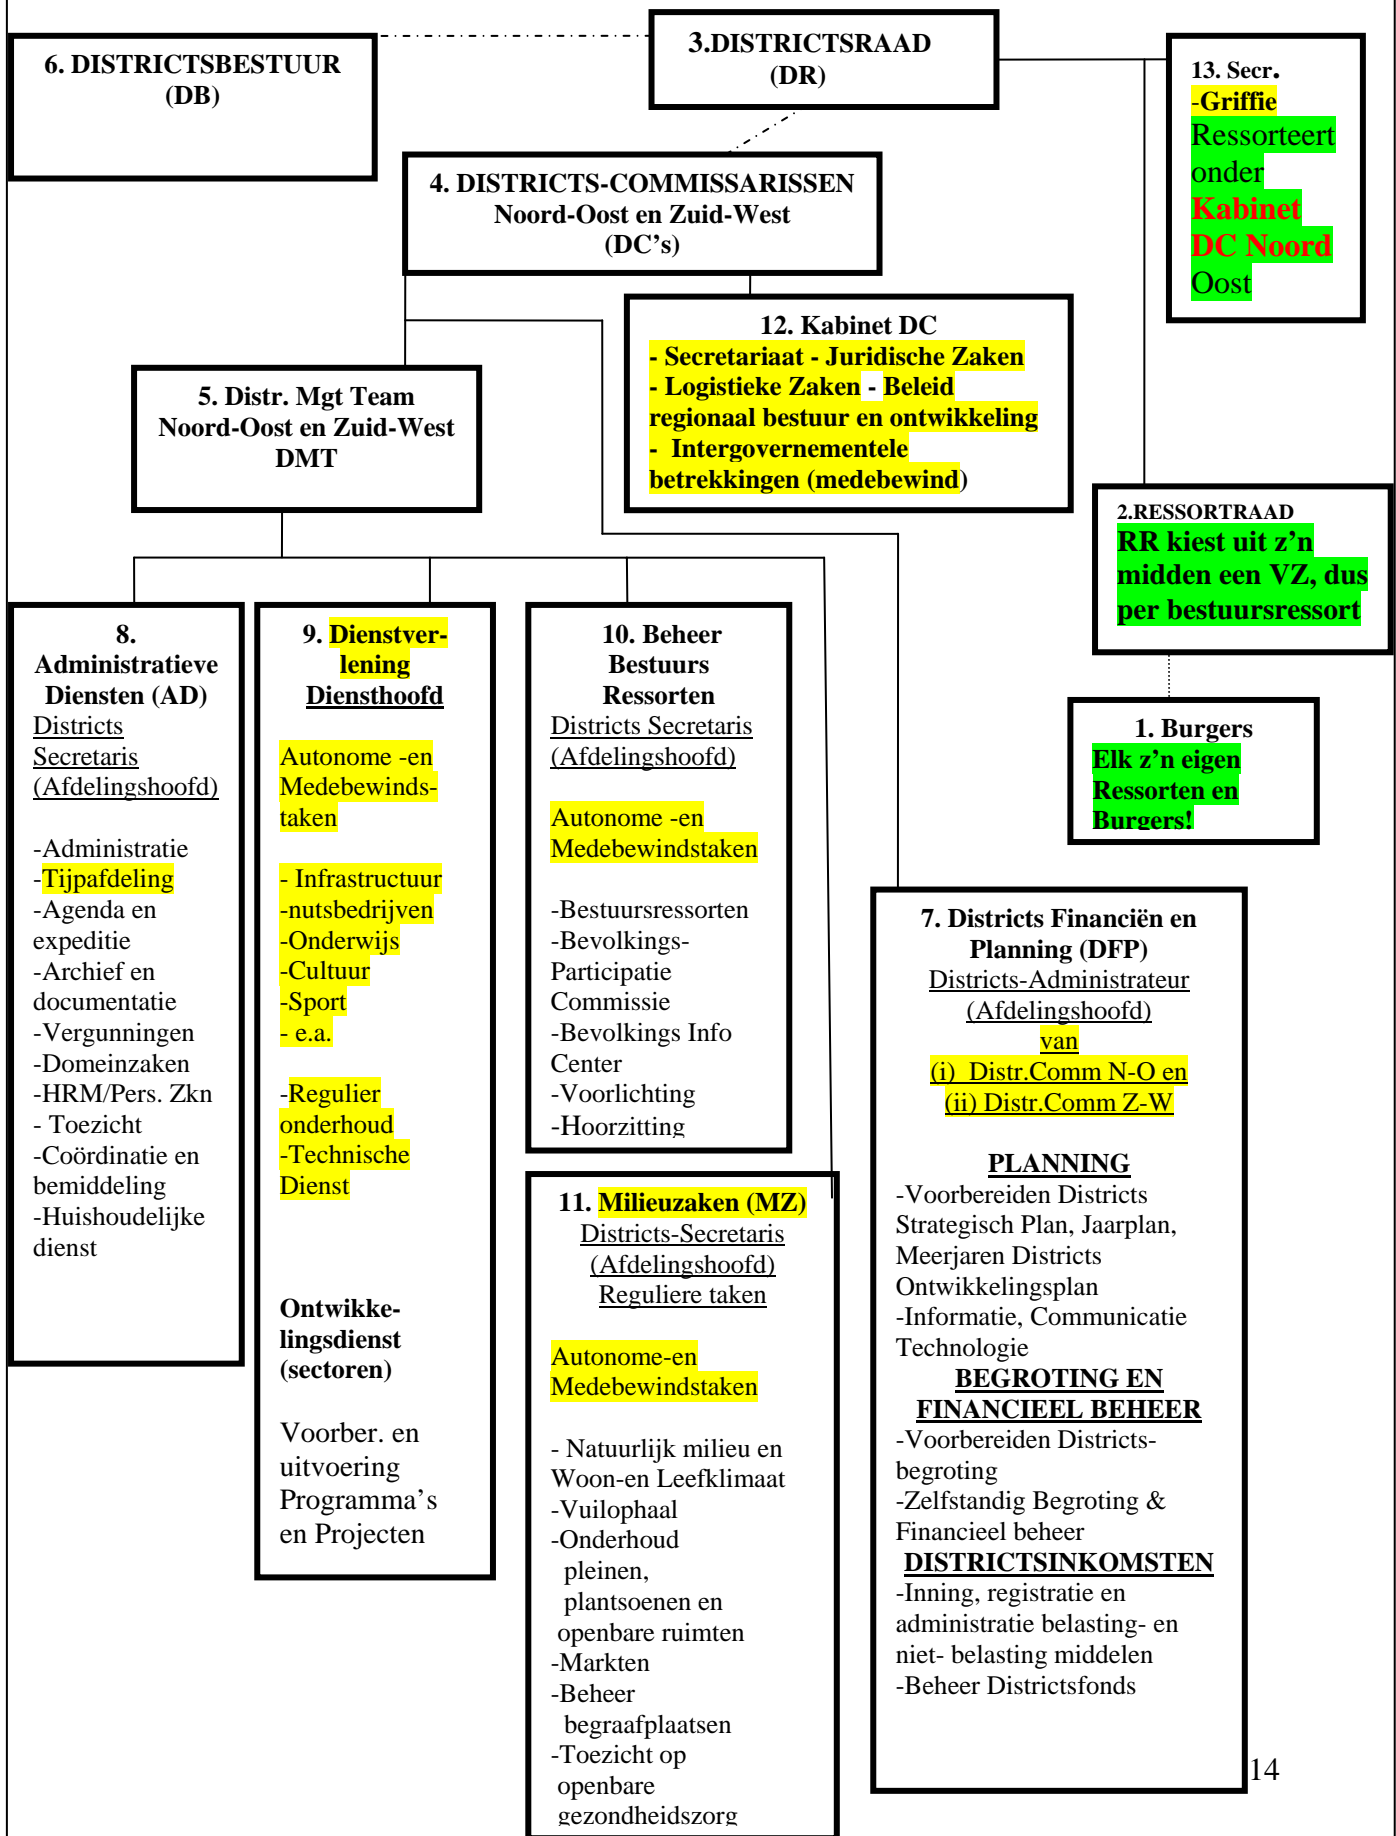 6. DISTRICTSBESTUUR
(DB)
3.DISTRICTSRAAD
(DR)
13. Secr.
-Griffie
Ressorteert
onder
Kabinet
DC Noord
Oost
4. DISTRICTS-COMMISSARISSEN
Noord-Oost en Zuid-West
(DC’s)
12. Kabinet DC
- Secretariaat - Juridische Zaken
- Logistieke Zaken - Beleid
regionaal bestuur en ontwikkeling
- Intergovernementele
betrekkingen (medebewind)
5. Distr. Mgt Team
Noord-Oost en Zuid-West
DMT
2.RESSORTRAAD
RR kiest uit z’n
midden een VZ, dus
per bestuursressort
1. Burgers
Elk z’n eigen
Ressorten en
Burgers!
8.
Administratieve
Diensten (AD)
Districts
Secretaris
(Afdelingshoofd)
-Administratie
-Tijpafdeling
-Agenda en
expeditie
-Archief en
documentatie
-Vergunningen
-Domeinzaken
-HRM/Pers. Zkn
- Toezicht
-Coördinatie en
bemiddeling
-Huishoudelijke
dienst
9. Dienstver-
lening
Diensthoofd
Autonome -en
Medebewinds-
taken
- Infrastructuur
-nutsbedrijven
-Onderwijs
-Cultuur
-Sport
- e.a.
-Regulier
onderhoud
-Technische
Dienst
Ontwikke-
lingsdienst
(sectoren)
Voorber. en
uitvoering
Programma’s
en Projecten
10. Beheer
Bestuurs
Ressorten
Districts Secretaris
(Afdelingshoofd)
Autonome -en
Medebewindstaken
-Bestuursressorten
-Bevolkings-
Participatie
Commissie
-Bevolkings Info
Center
-Voorlichting
-Hoorzitting
11. Milieuzaken (MZ)
Districts-Secretaris
(Afdelingshoofd)
Reguliere taken
Autonome-en
Medebewindstaken
- Natuurlijk milieu en
Woon-en Leefklimaat
-Vuilophaal
-Onderhoud
pleinen,
plantsoenen en
openbare ruimten
-Markten
-Beheer
begraafplaatsen
-Toezicht op
openbare
gezondheidszorg
7. Districts Financiën en
Planning (DFP)
Districts-Administrateur
(Afdelingshoofd)
van
(i) Distr.Comm N-O en
(ii) Distr.Comm Z-W
PLANNING
-Voorbereiden Districts
Strategisch Plan, Jaarplan,
Meerjaren Districts
Ontwikkelingsplan
-Informatie, Communicatie
Technologie
BEGROTING EN
FINANCIEEL BEHEER
-Voorbereiden Districts-
begroting
-Zelfstandig Begroting &
Financieel beheer
DISTRICTSINKOMSTEN
-Inning, registratie en
administratie belasting- en
niet- belasting middelen
-Beheer Districtsfonds
14